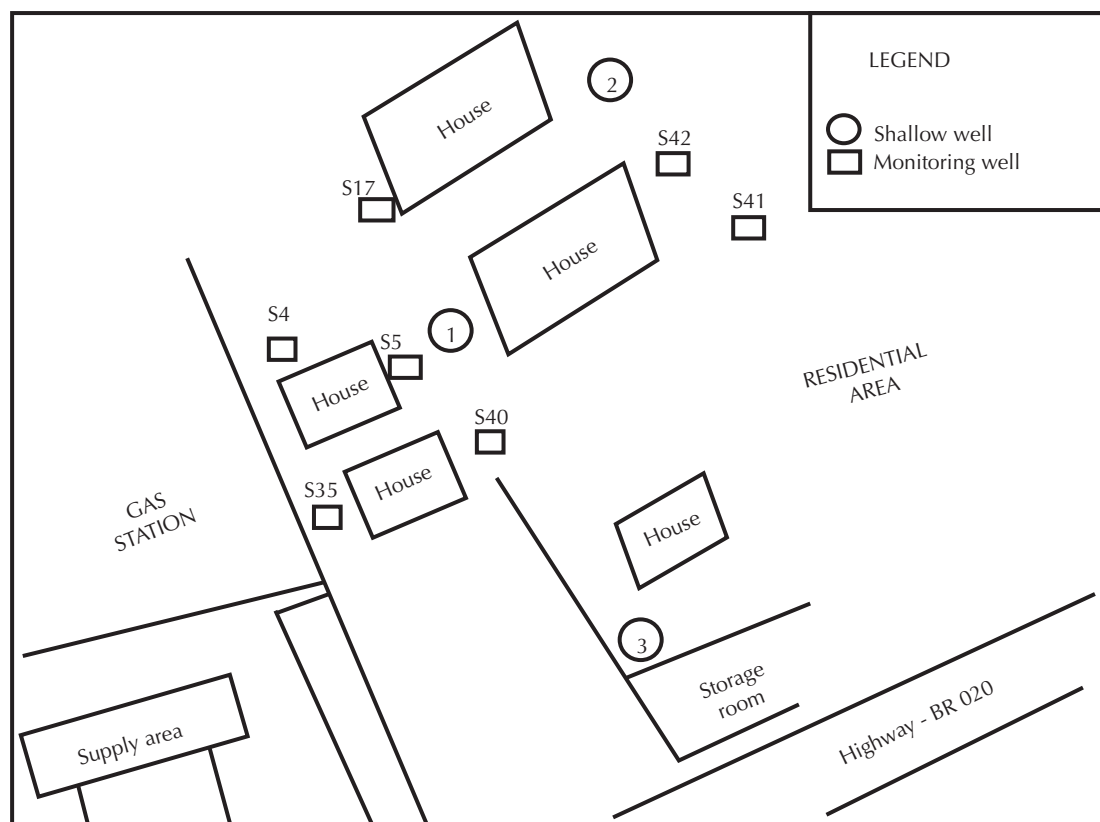 LEGEND
Shallow well
Monitoring well
House
2
S42
S17
S41
House
S4
1
S5
House
RESIDENTIAL
AREA
S40
House
S35
GAS
STATION
House
3
Storage
room
Highway - BR 020
Supply area